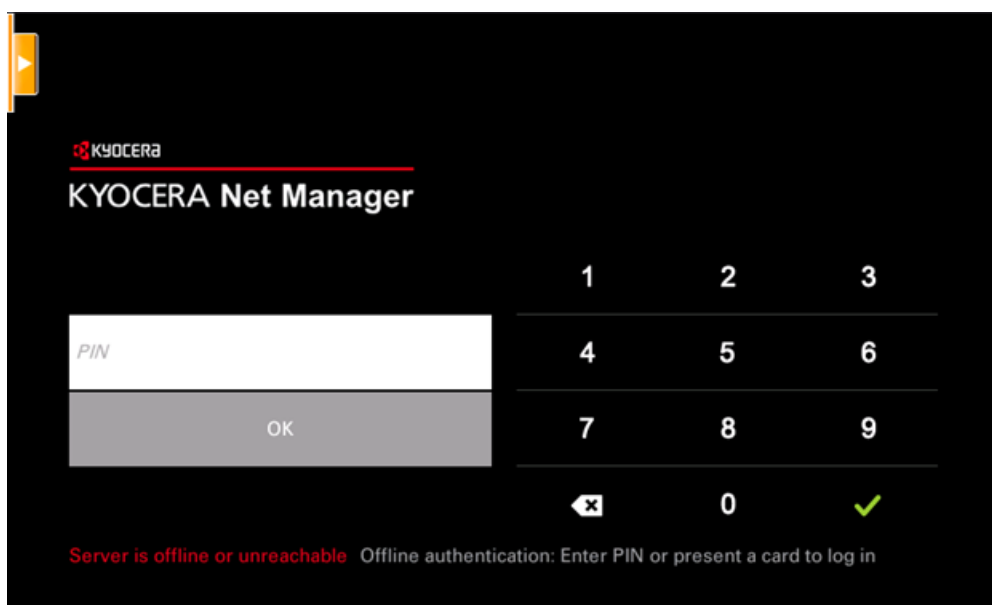 KYOCERA
KYOCERA Net Manager
1 2 3
PIN
4 5 6
OK
7 8 9
0
Server is offline or unreachable Offline authentication: Enter PIN or present a card to log in